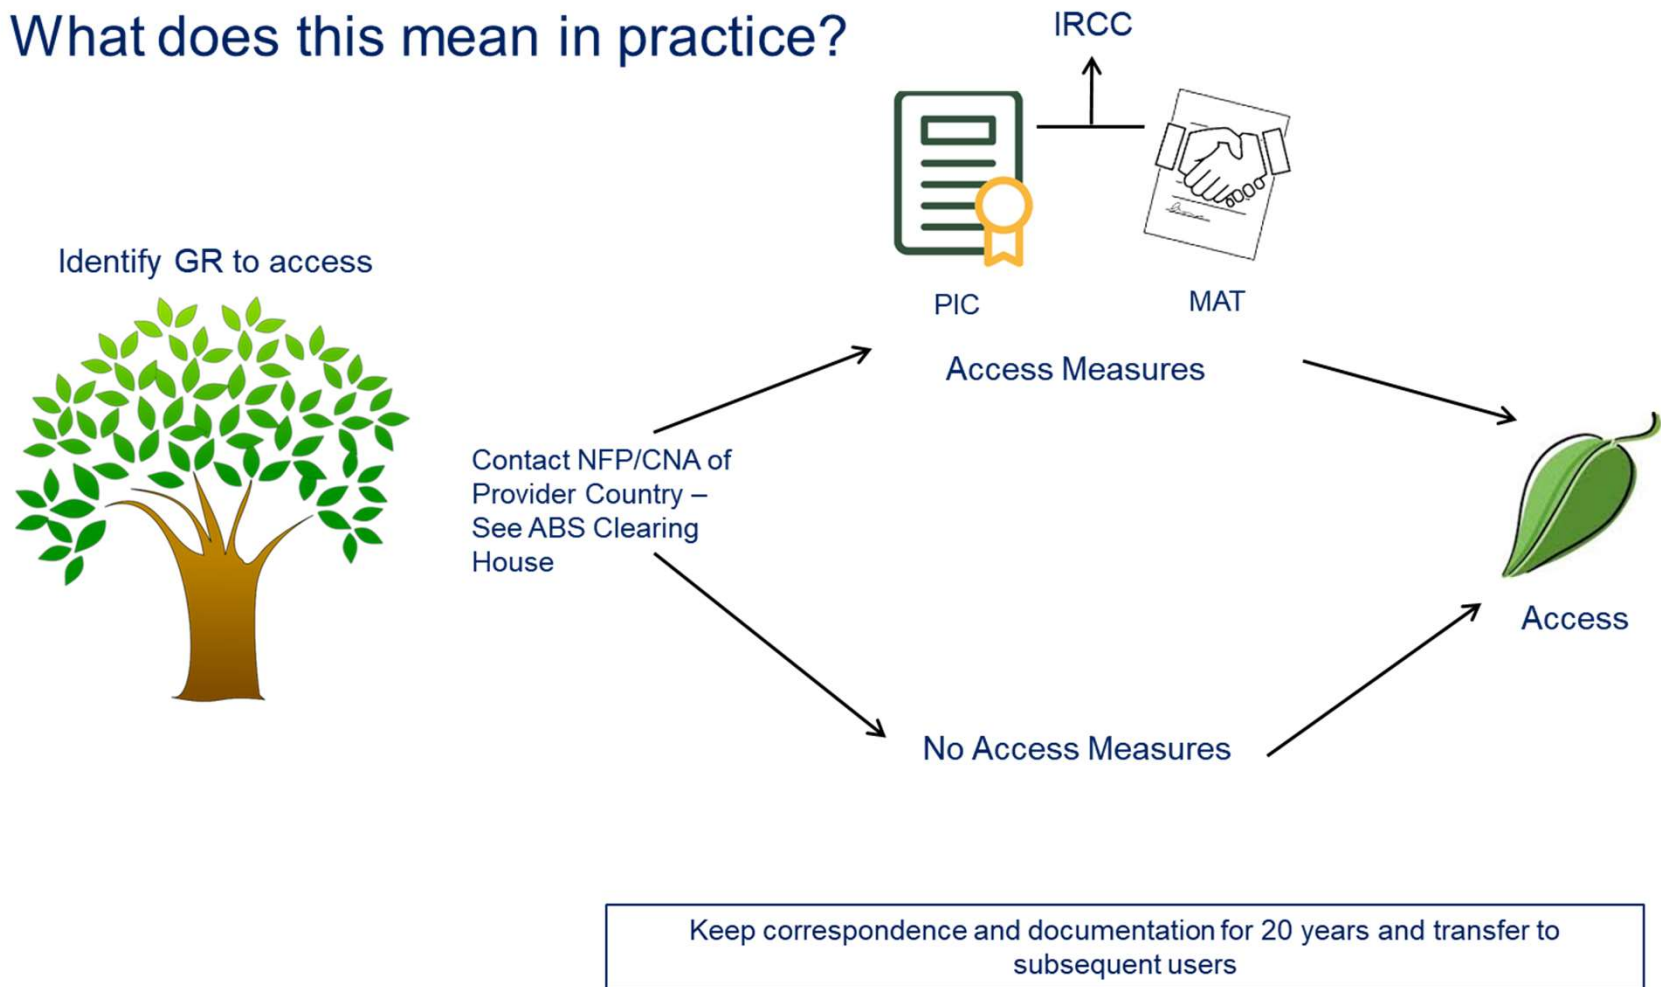 What does this mean in practice?
IRCC
Identify GR to access
PIC
MAT
Access Measures
Contact NFP/CNA of
Provider Country –
See ABS Clearing
House
Access
No Access Measures
Keep correspondence and documentation for 20 years and transfer to
subsequent users